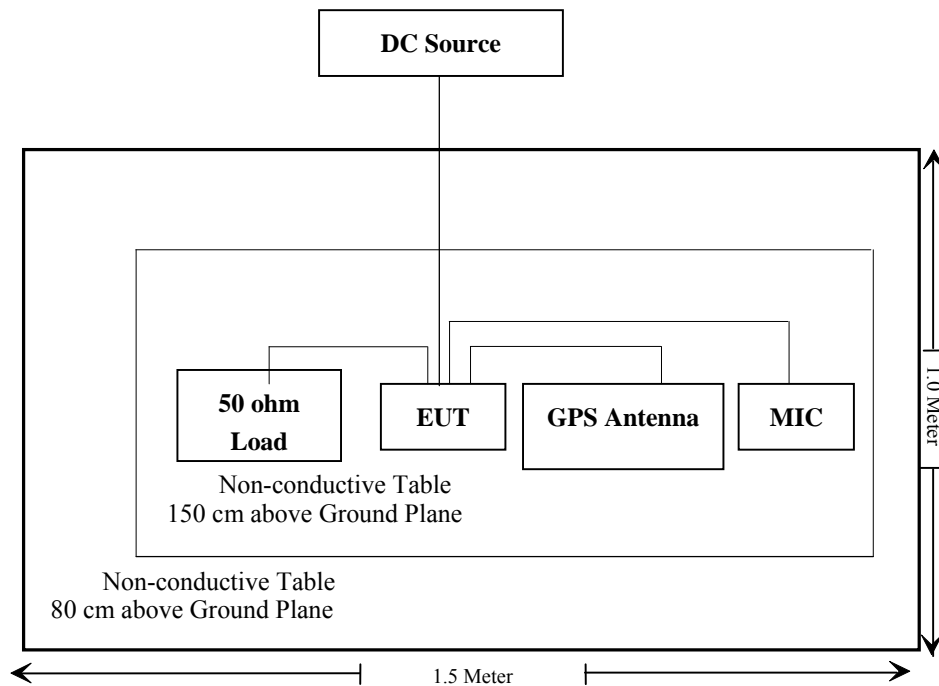 DC Source
50 ohm
Load
EUT
GPS Antenna
MIC
Non-conductive Table
150 cm above Ground Plane
Non-conductive Table
80 cm above Ground Plane
1.0 Meter
1.5 Meter